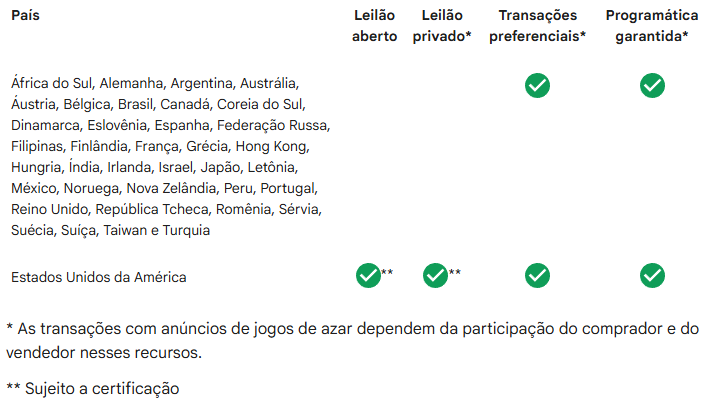 País
Leilão aberto
Leilão privado*
Transações preferenciais*
Programática garantida*
África do Sul, Alemanha, Argentina, Austrália,
Áustria, Bélgica, Brasil, Canadá, Coreia do Sul,
Dinamarca, Eslovênia, Espanha, Federação Russa,
Filipinas, Finlândia, França, Grécia, Hong Kong,
Hungria, Índia, Irlanda, Israel, Japão, Letônia,
México, Noruega, Nova Zelândia, Peru, Portugal,
Reino Unido, República Tcheca, Romênia, Sérvia,
Suécia, Suíça, Taiwan e Turquia
Estados Unidos da América
**
**
* As transações com anúncios de jogos de azar dependem da participação do comprador e do
vendedor nesses recursos.
** Sujeito a certificação